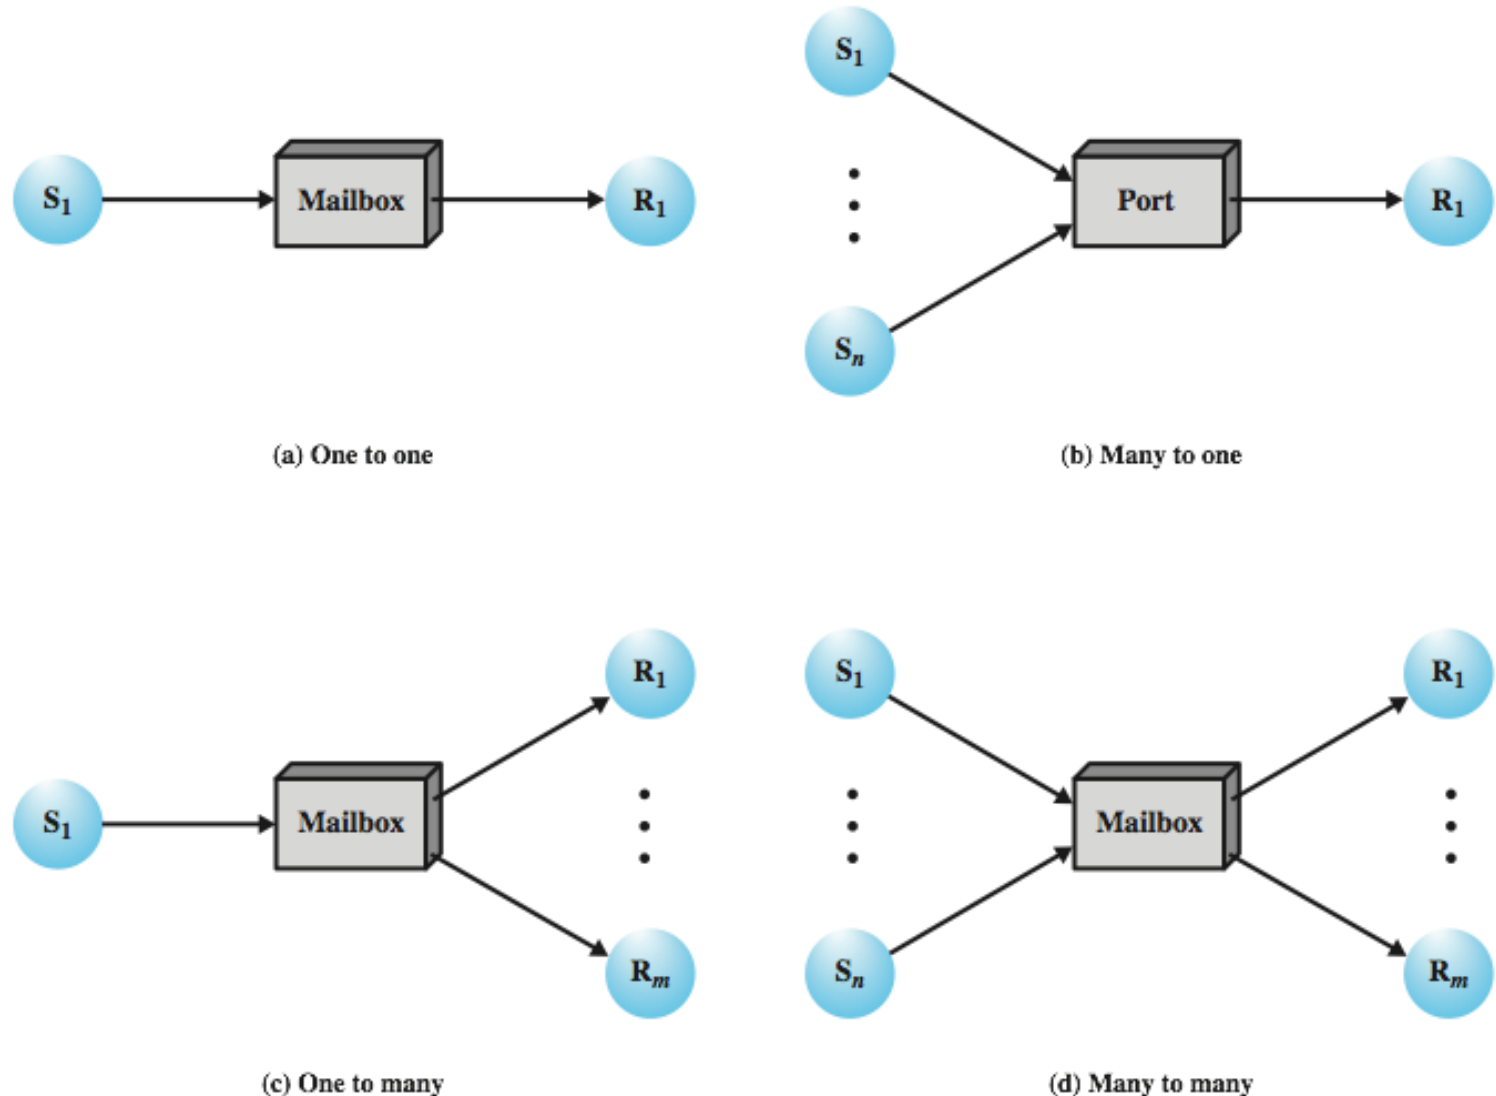 S1
Mailbox
R1
(a) One to one
S1
Sn
Port
R1
(b) Many to one
S1
Mailbox
R1
Rm
(c) One to many
S1
Sn
Mailbox
R1
Rm
(d) Many to many